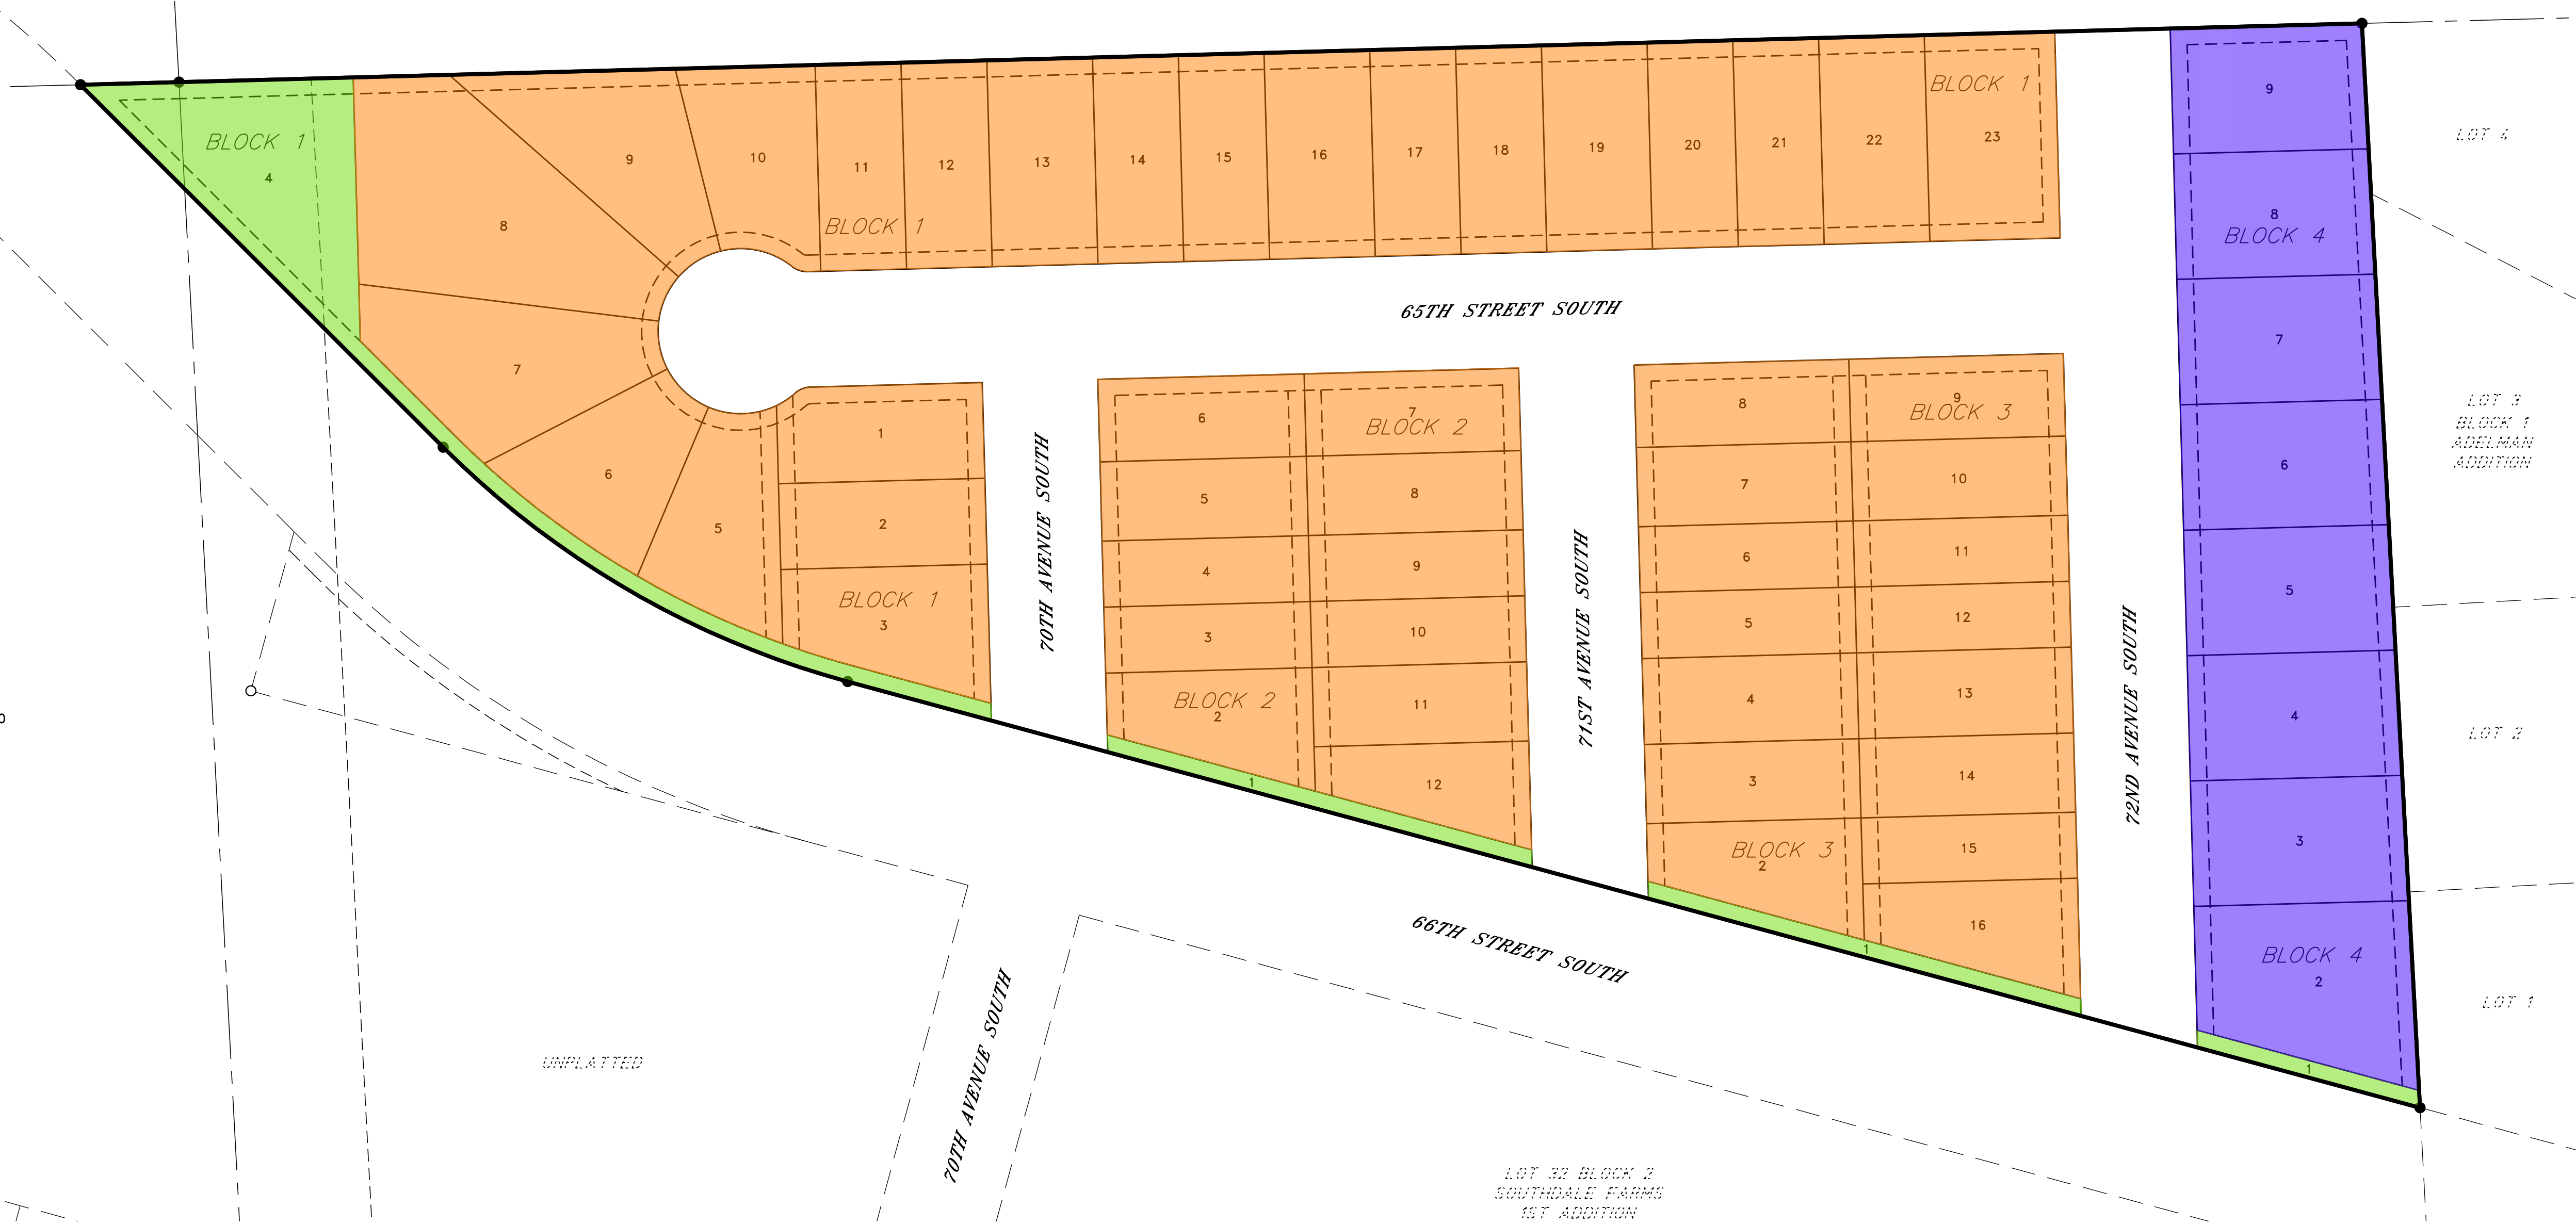 BLOCK 1
4
8
9
10
BLOCK 1
11
12
13
14
15
16
17
18
19
20
21
22
BLOCK 1
23
7
6
5
1
2
BLOCK 1
3
65TH STREET SOUTH
70TH AVENUE SOUTH
6
5
4
3
BLOCK 2
2
1
7
BLOCK 2
8
9
10
11
12
71ST AVENUE SOUTH
8
7
6
5
4
3
BLOCK 3
2
1
9
BLOCK 3
10
11
12
13
14
15
16
72ND AVENUE SOUTH
9
8
BLOCK 4
7
6
5
4
3
BLOCK 4
2
1
LOT 4
LOT 3
BLOCK 1
ADELMAN
ADDITION
LOT 2
LOT 1
0
66TH STREET SOUTH
70TH AVENUE SOUTH
UNPLATTED
LOT 32 BLOCK 2
SOUTHDALE FARMS
1ST ADDITION